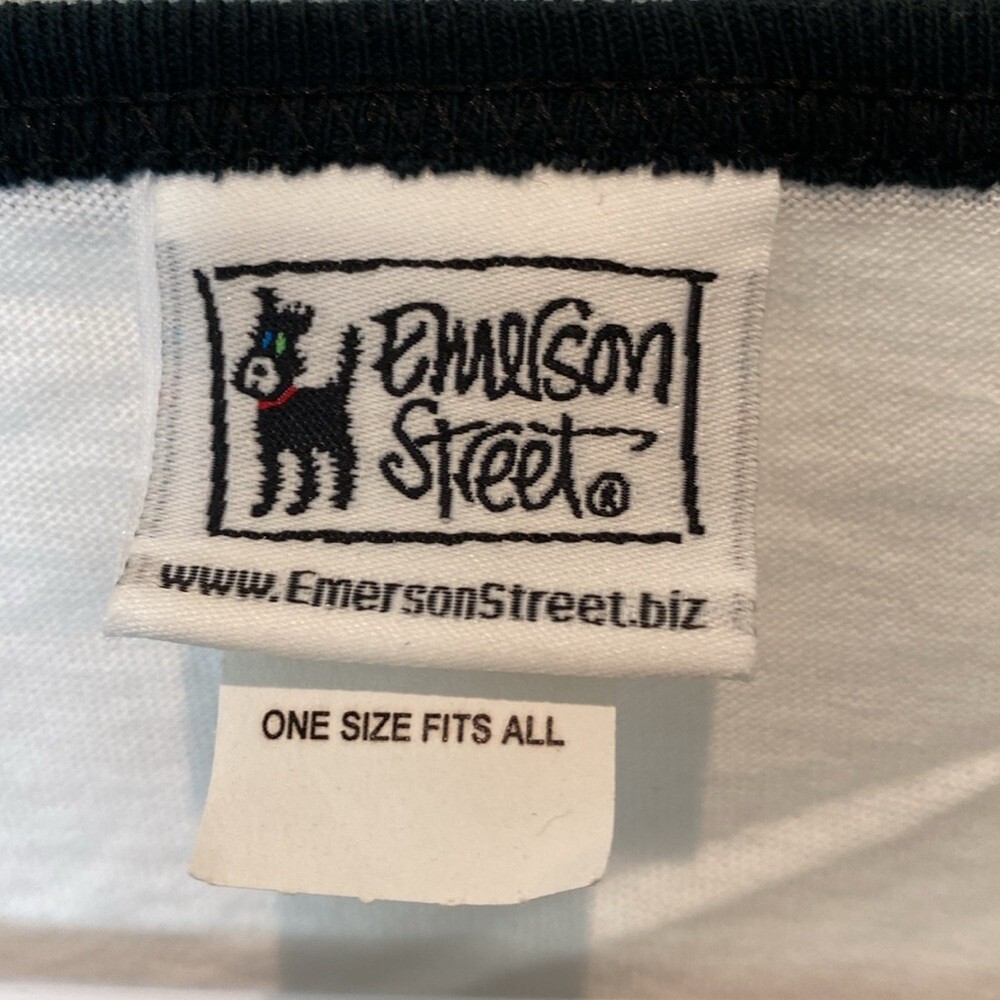 Emerson
Street®
www.EmersonStreet.biz
ONE SIZE FITS ALL